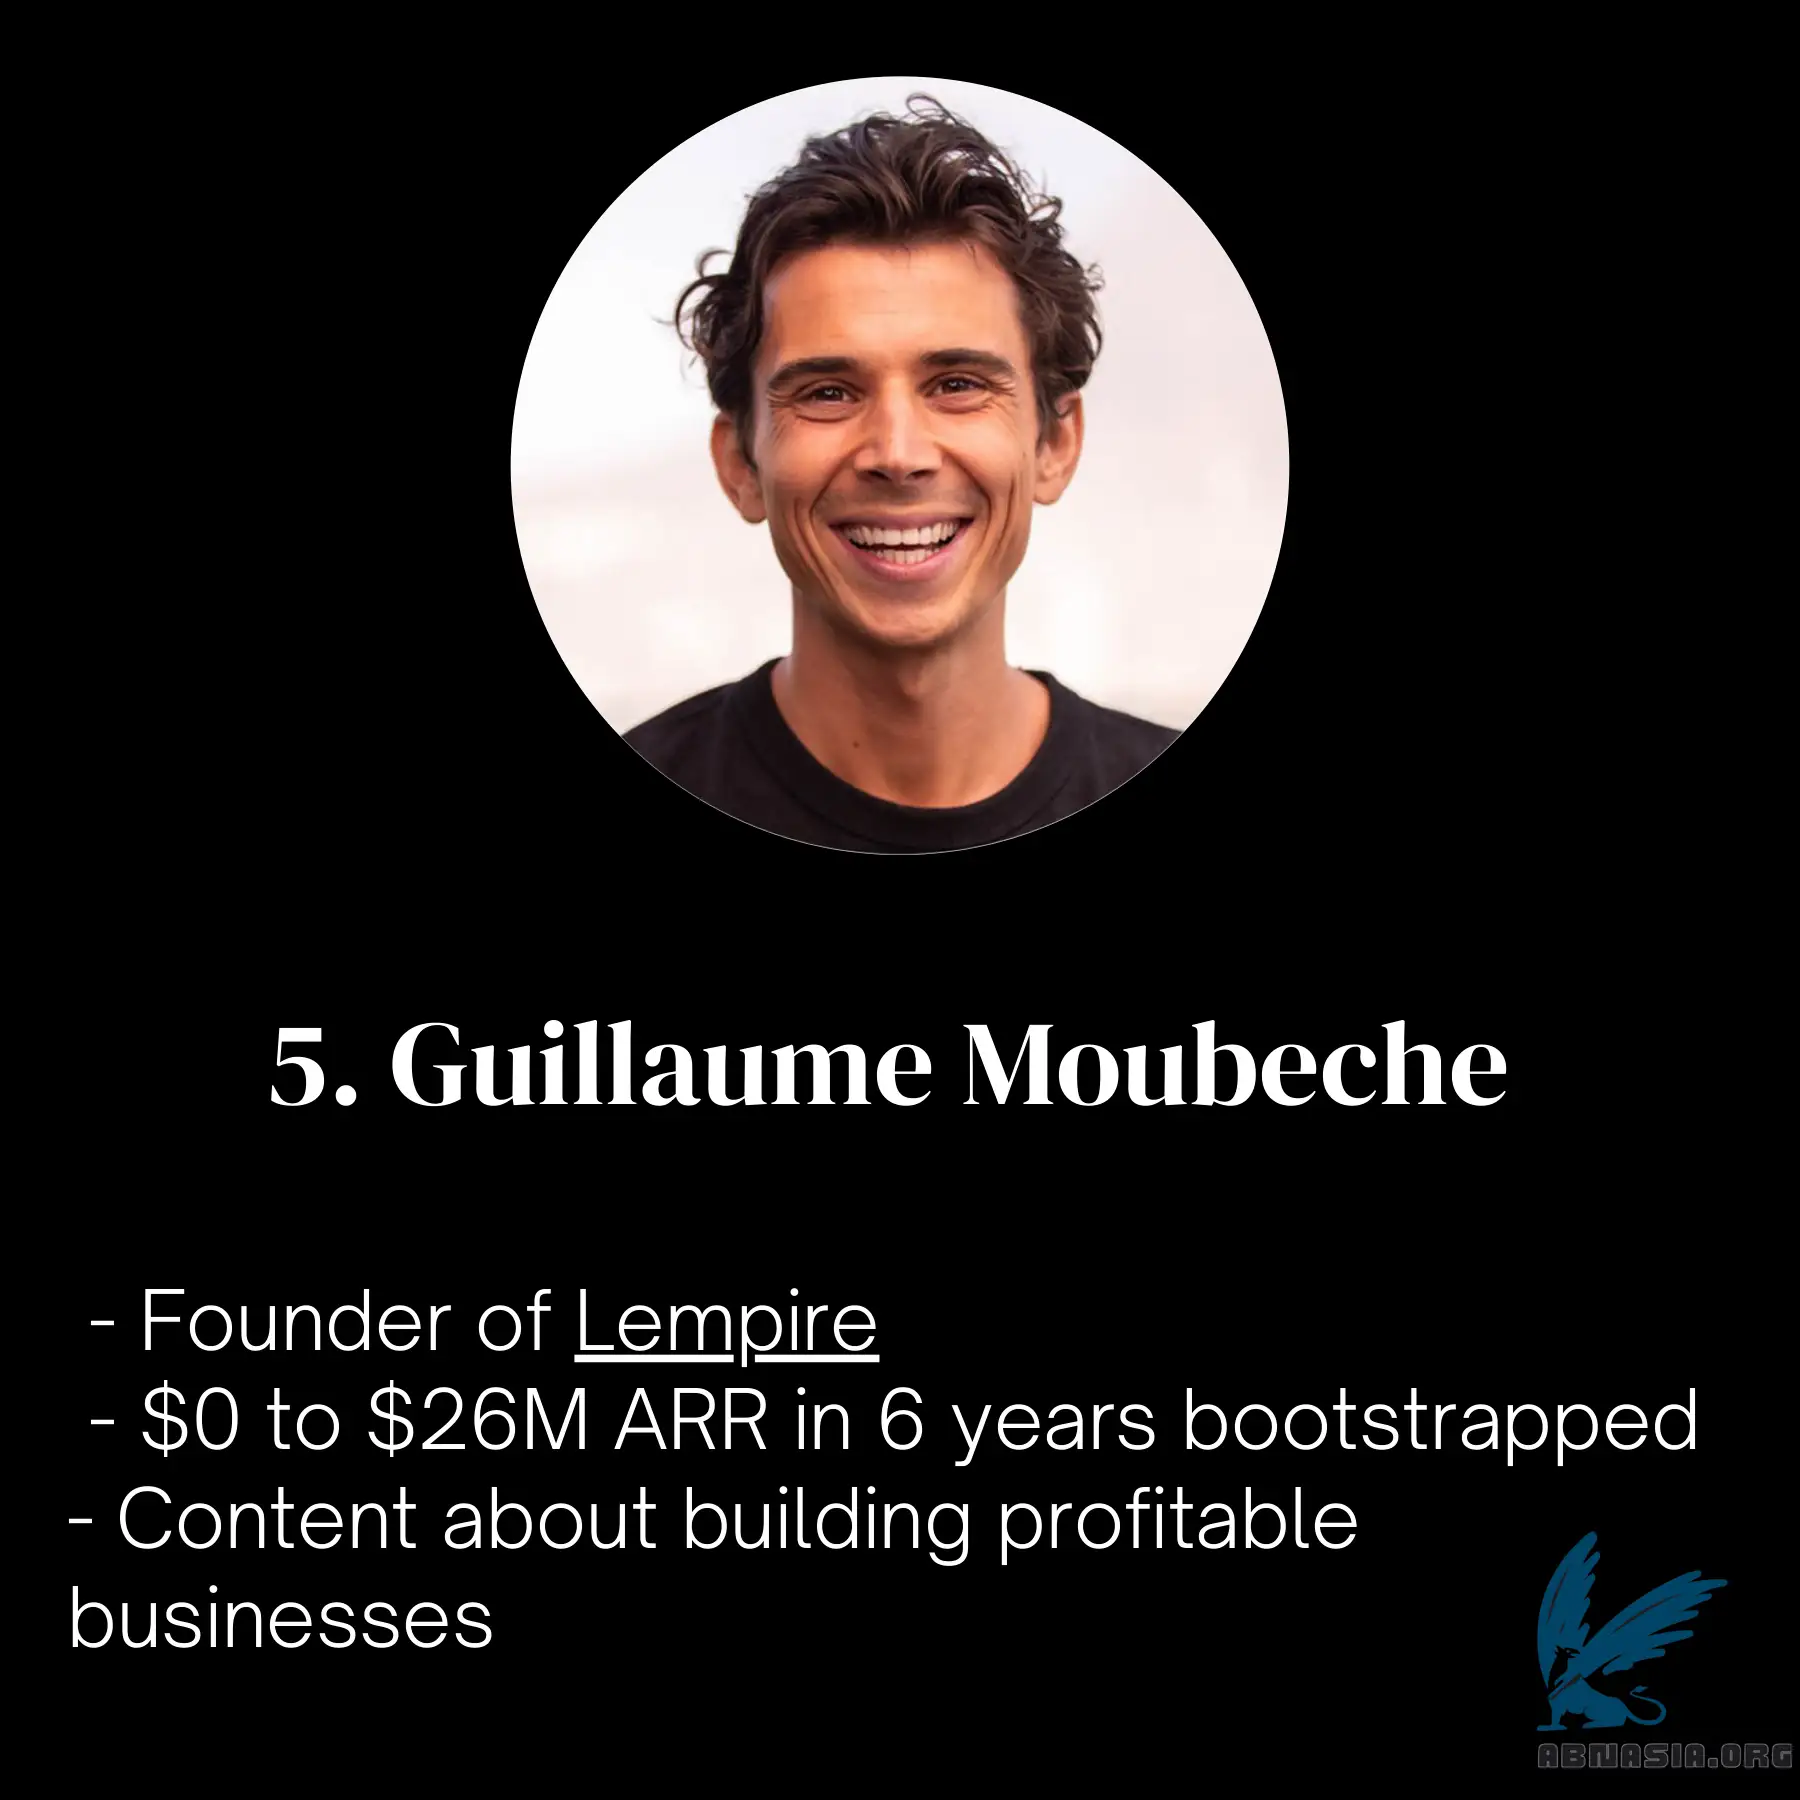 5. Guillaume Moubeche
- Founder of Lempire
- $0 to $26M ARR in 6 years bootstrapped
- Content about building profitable
businesses
ABNASIA.ORG